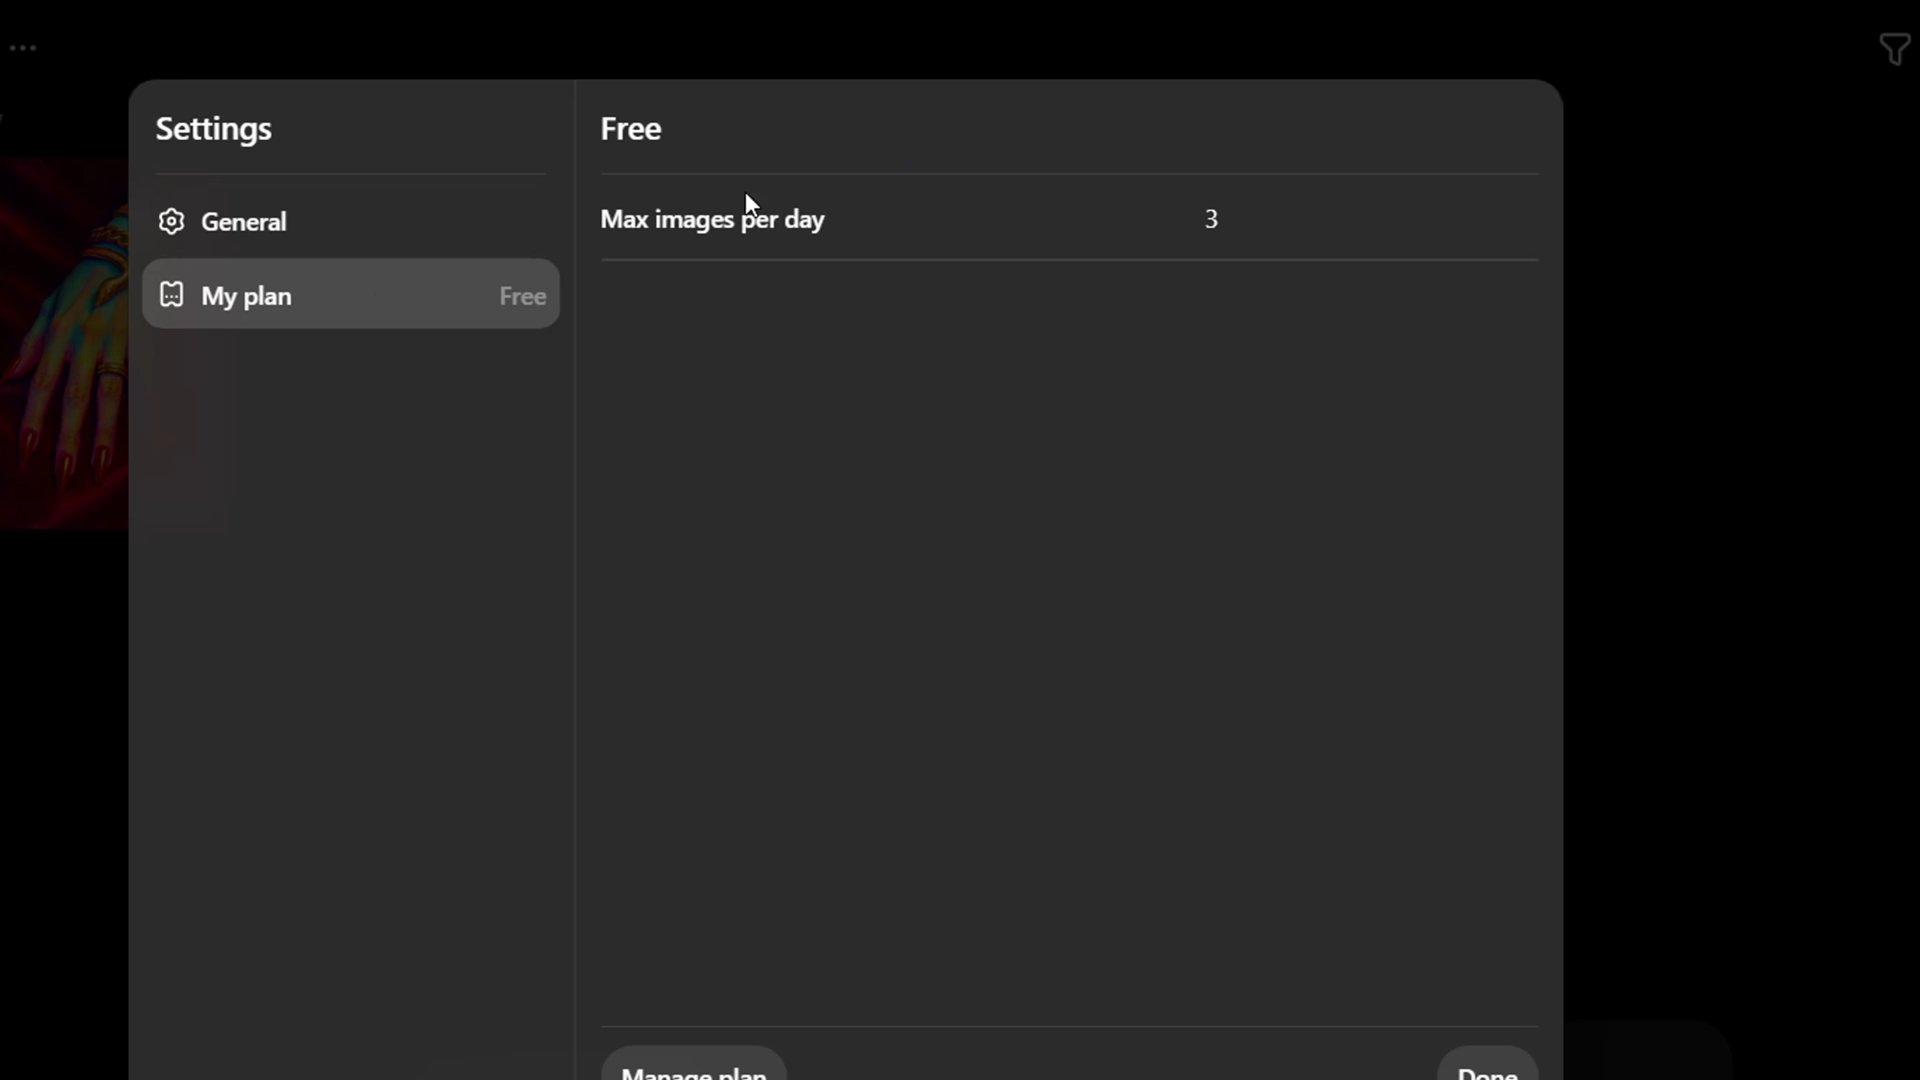 Settings
General
My plan Free
Free
Max images per day 3
Manage plan
Done